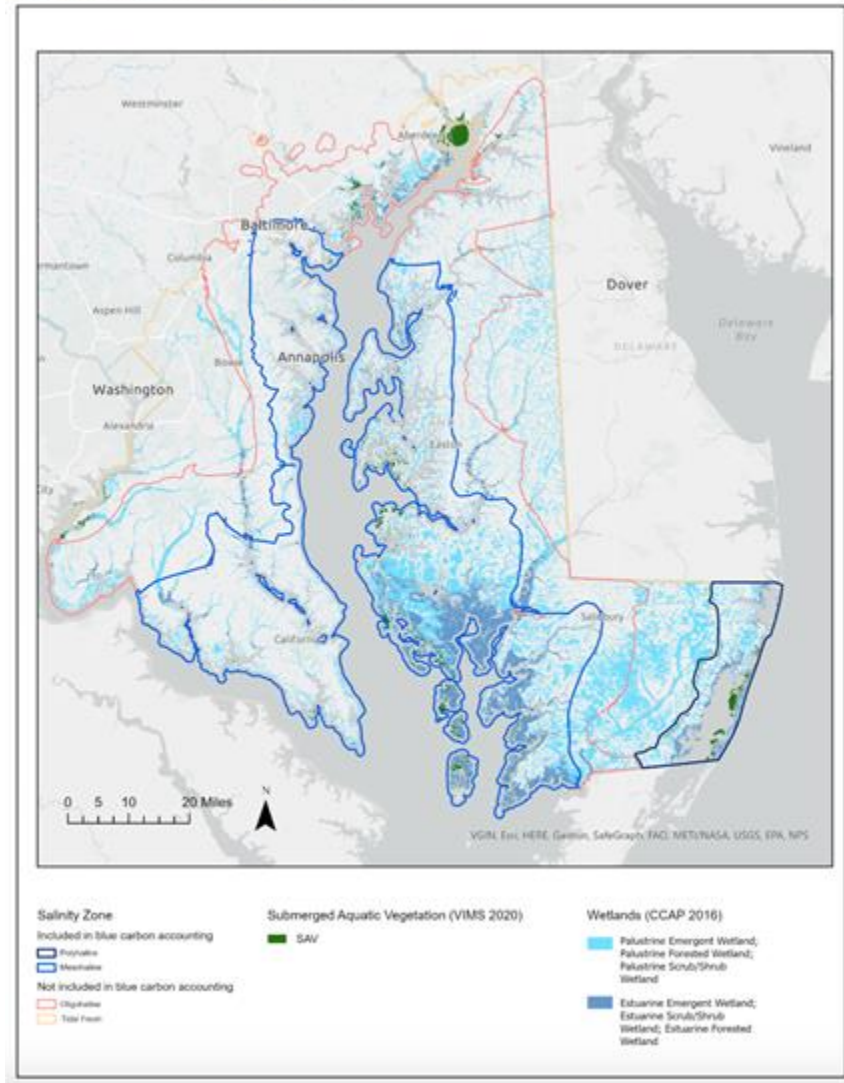 Westminster
Aberdee
Vineland
Baltimore
Columbia
rmantown
Dover
Aspen Hill
Delaware
Bay
DELAWARE
Annapolis
Bowie
Washington
Alexandria
Easton
City
Salisbury
California
0 5 10 20 Miles
N
VGIN, Esri, HERE, Garmin, SafeGraph, FAO, METI/NASA, USGS, EPA, NPS
Salinity Zone
Included in blue carbon accounting
Polyhaline
Mesohaline
Not included in blue carbon accounting
Oligohaline
Tidal Fresh
Submerged Aquatic Vegetation (VIMS 2020)
SAV
Wetlands (CCAP 2016)
Palustrine Emergent Wetland;
Palustrine Forested Wetland;
Palustrine Scrub/Shrub
Wetland
Estuarine Emergent Wetland;
Estuarine Scrub/Shrub
Wetland; Estuarine Forested
Wetland